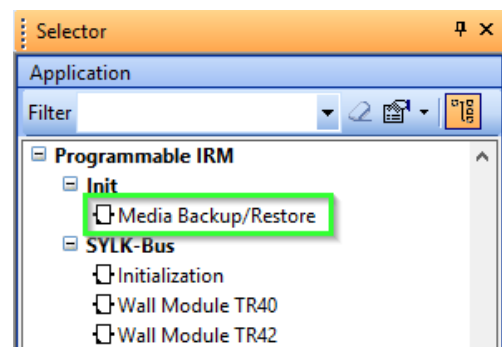 Selector
Application
Filter
Programmable IRM
Init
Media Backup/Restore
SYLK-Bus
Initialization
Wall Module TR40
Wall Module TR42